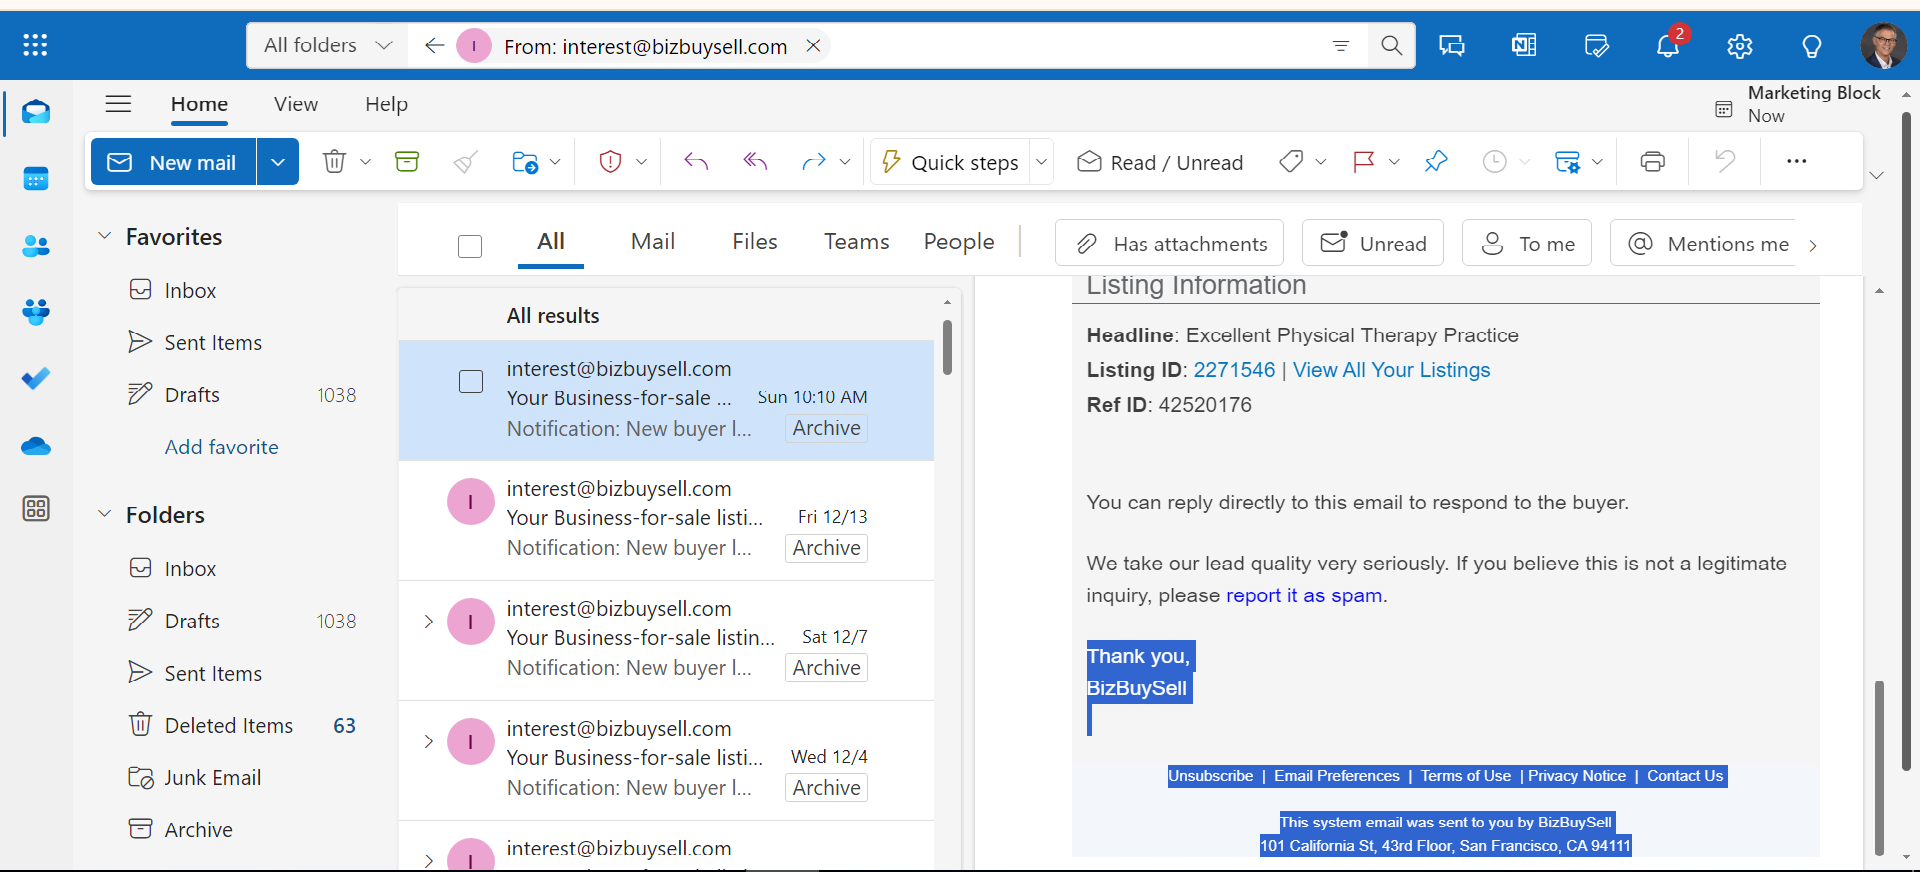 All folders
I
From: interest@bizbuysell.com
2
Home
View
Help
Marketing Block
Now
New mail
Quick steps
Read / Unread
Favorites
Inbox
Sent Items
Drafts 1038
Add favorite
Folders
Inbox
Drafts 1038
Sent Items
Deleted Items 63
Junk Email
Archive
All
Mail
Files
Teams
People
Has attachments
Unread
To me
Mentions me
All results
interest@bizbuysell.com
Your Business-for-sale ... Sun 10:10 AM
Notification: New buyer l... Archive
I
interest@bizbuysell.com
Your Business-for-sale listi... Fri 12/13
Notification: New buyer l... Archive
I
interest@bizbuysell.com
Your Business-for-sale listin... Sat 12/7
Notification: New buyer l... Archive
I
interest@bizbuysell.com
Your Business-for-sale listi... Wed 12/4
Notification: New buyer l... Archive
I
interest@bizbuysell.com
Listing Information
Headline: Excellent Physical Therapy Practice
Listing ID: 2271546 | View All Your Listings
Ref ID: 42520176
You can reply directly to this email to respond to the buyer.
We take our lead quality very seriously. If you believe this is not a legitimate
inquiry, please report it as spam.
Thank you,
BizBuySell
Unsubscribe | Email Preferences | Terms of Use | Privacy Notice | Contact Us
This system email was sent to you by BizBuySell
101 California St, 43rd Floor, San Francisco, CA 94111